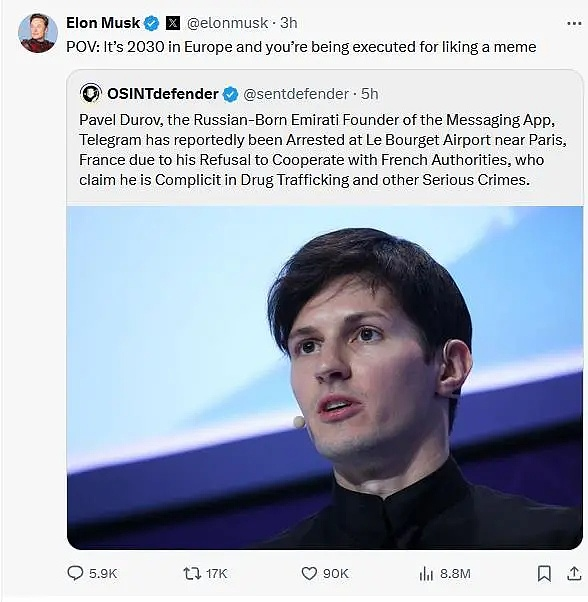 Elon Musk X @elonmusk · 3h ...
POV: It's 2030 in Europe and you're being executed for liking a meme
OSINTdefender @sentdefender · 5h
Pavel Durov, the Russian-Born Emirati Founder of the Messaging App,
Telegram has reportedly been Arrested at Le Bourget Airport near Paris,
France due to his Refusal to Cooperate with French Authorities, who
claim he is Complicit in Drug Trafficking and other Serious Crimes.
5.9K 17K 90K 8.8M